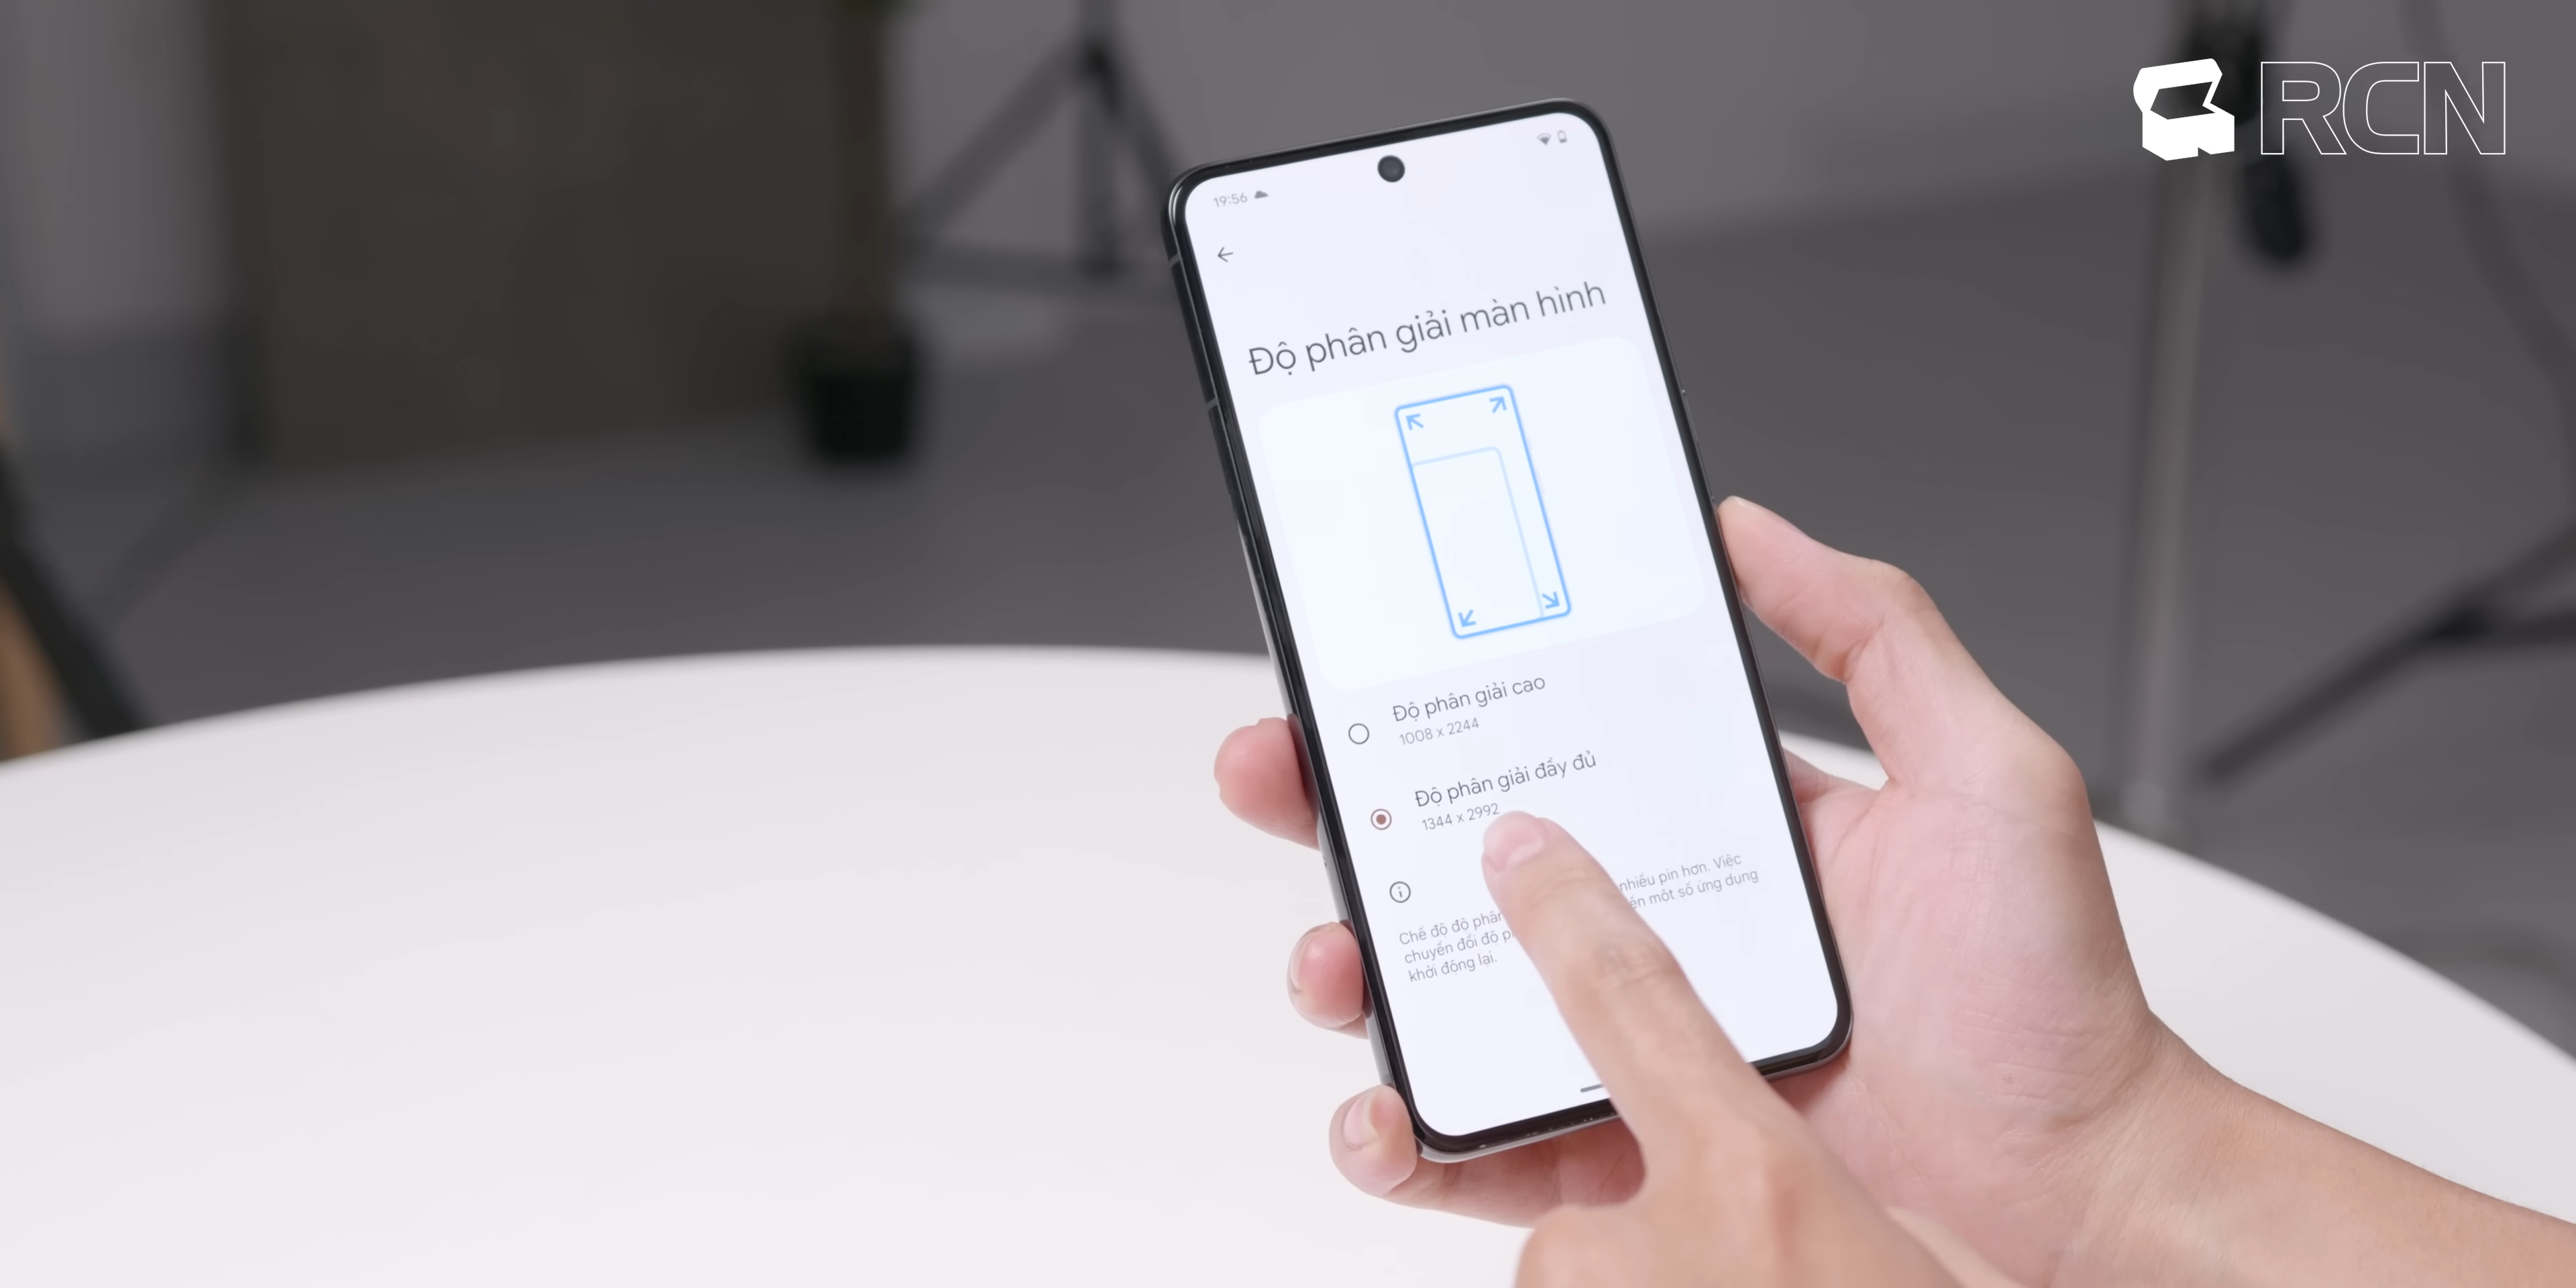 RCN
19:56
Độ phân giải màn hình
Độ phân giải cao
1008 x 2244
Độ phân giải đầy đủ
1344 x 2992
Chế độ độ phân nhiều pin hơn. Việc
chuyển đổi độ đến một số ứng dụng
khởi động lại.